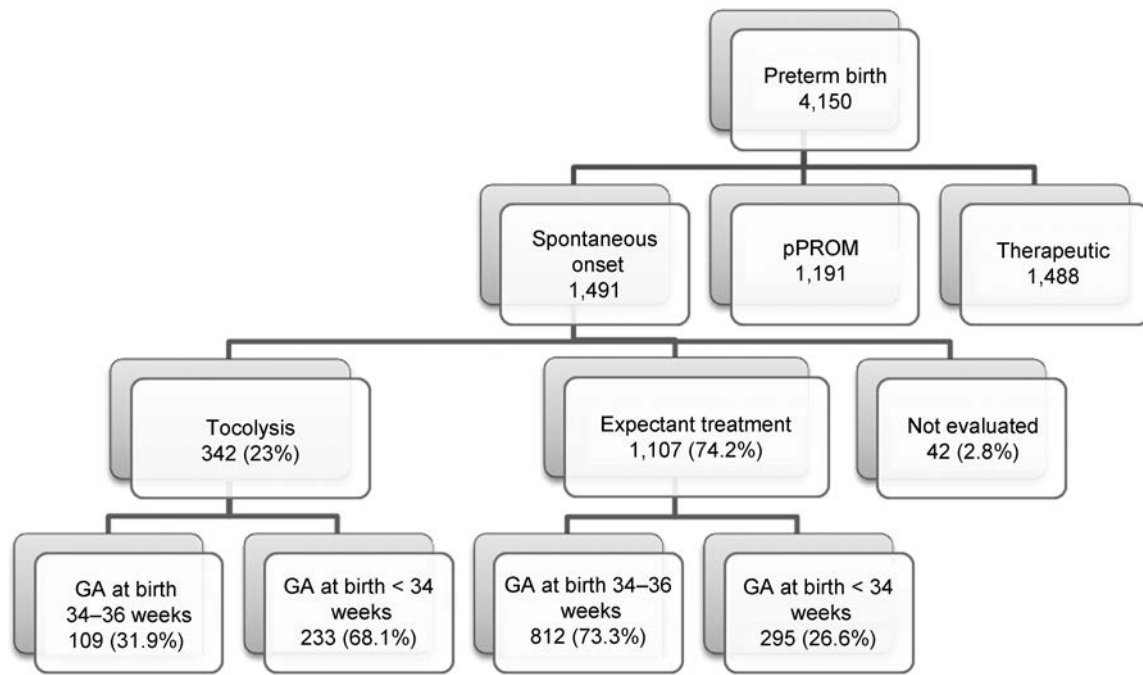 Preterm birth
4,150
Spontaneous
onset
1,491
pPROM
1,191
Therapeutic
1,488
Tocolysis
342 (23%)
Expectant treatment
1,107 (74.2%)
Not evaluated
42 (2.8%)
GA at birth
34–36 weeks
109 (31.9%)
GA at birth < 34
weeks
233 (68.1%)
GA at birth 34–36
weeks
812 (73.3%)
GA at birth < 34
weeks
295 (26.6%)